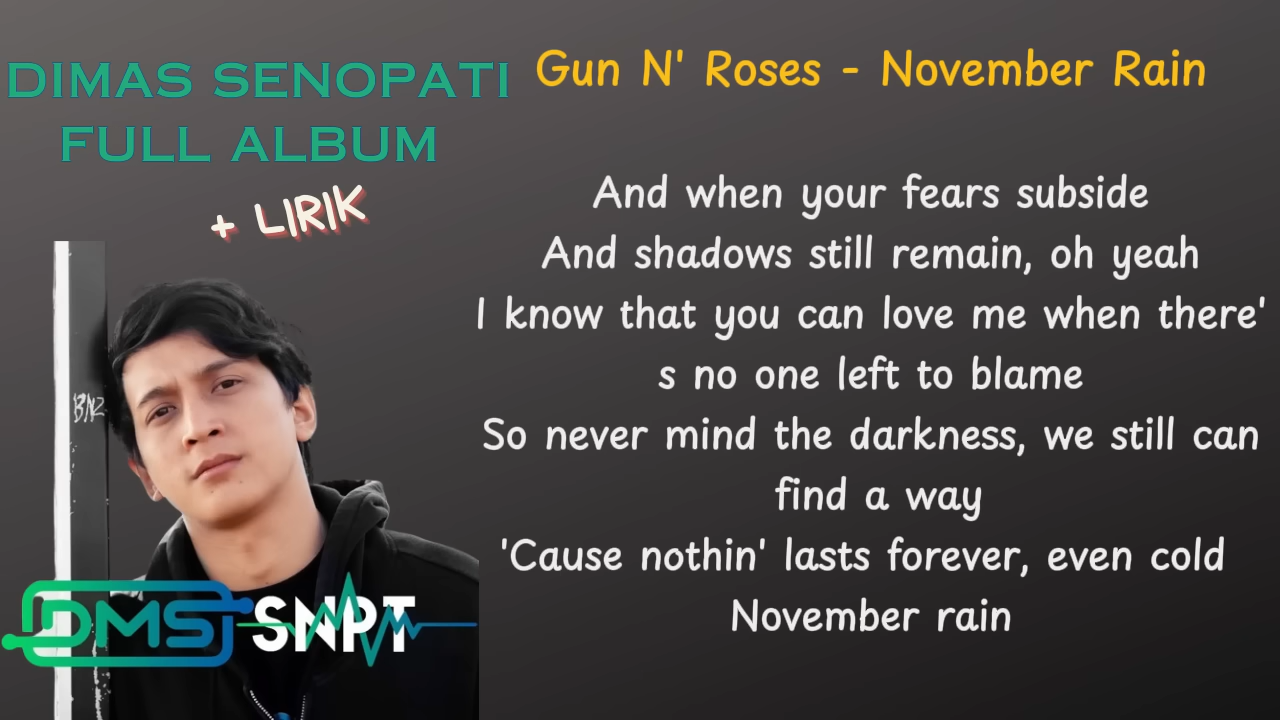 DIMAS SENOPATI
FULL ALBUM
+ LIRIK
BNZ
DMS SNPT
Gun N' Roses - November Rain
And when your fears subside
And shadows still remain, oh yeah
I know that you can love me when there'
s no one left to blame
So never mind the darkness, we still can
find a way
'Cause nothin' lasts forever, even cold
November rain